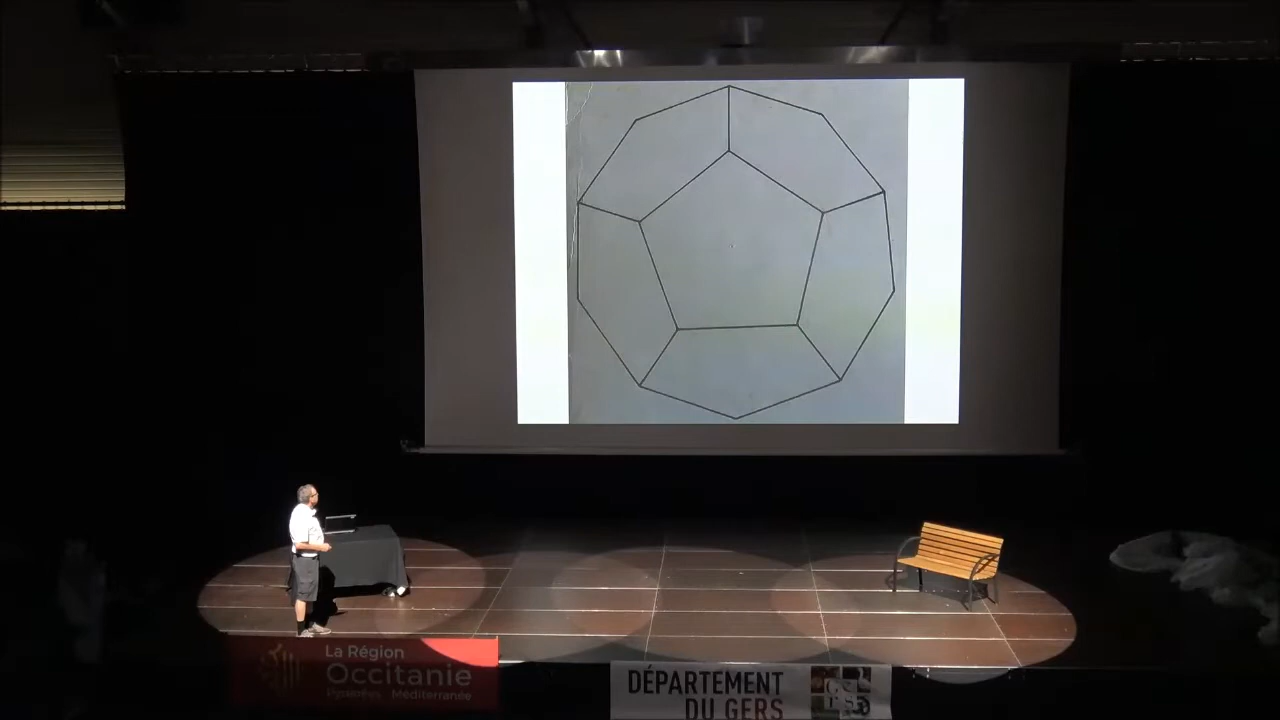 La Région
Occitanie
Pyrénées Méditerranée
DÉPARTEMENT
DU GERS